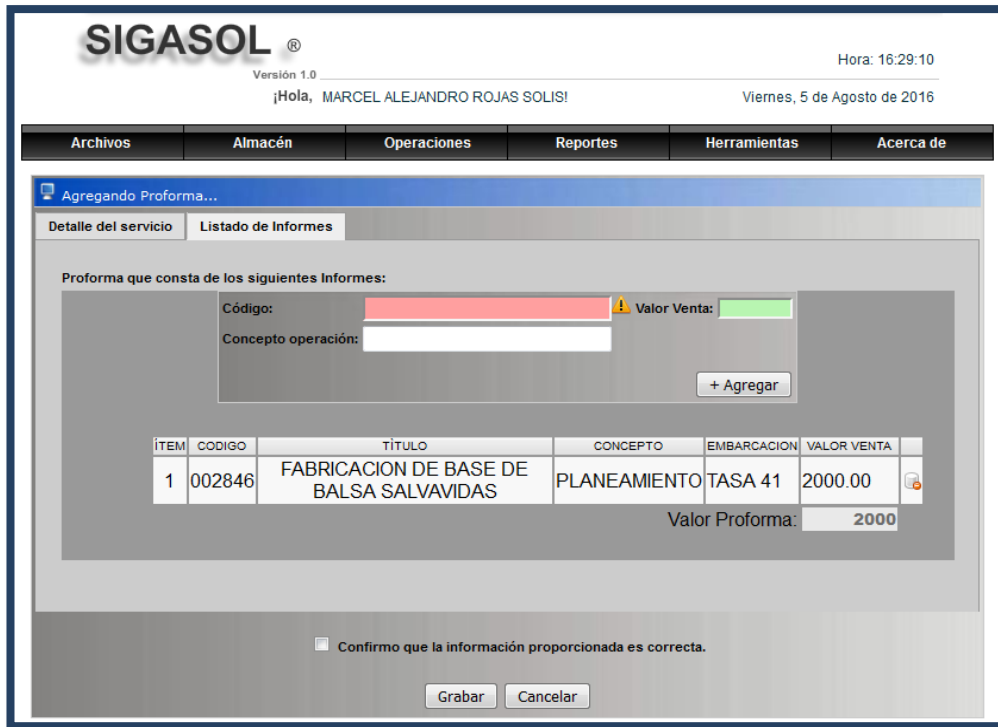 SIGASOL ®
Versión 1.0
Hora: 16:29:10
¡Hola, MARCEL ALEJANDRO ROJAS SOLIS!
Viernes, 5 de Agosto de 2016
Archivos Almacén Operaciones Reportes Herramientas Acerca de
Agregando Proforma...
Detalle del servicio Listado de Informes
Proforma que consta de los siguientes Informes:
Código: Valor Venta:
Concepto operación:
+ Agregar
ÍTEM CODIGO TÌTULO CONCEPTO EMBARCACION VALOR VENTA
1 002846 FABRICACION DE BASE DE BALSA SALVAVIDAS PLANEAMIENTO TASA 41 2000.00
Valor Proforma: 2000
Confirmo que la información proporcionada es correcta.
Grabar Cancelar